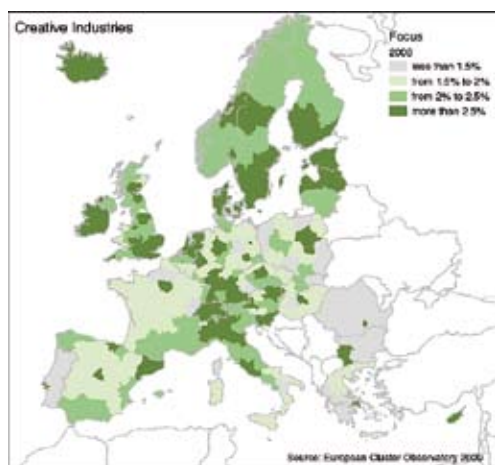 Creative Industries
Focus
2000
less than 1.5%
from 1.5% to 2%
from 2% to 2.5%
more than 2.5%
Source: European Cluster Observatory 2000